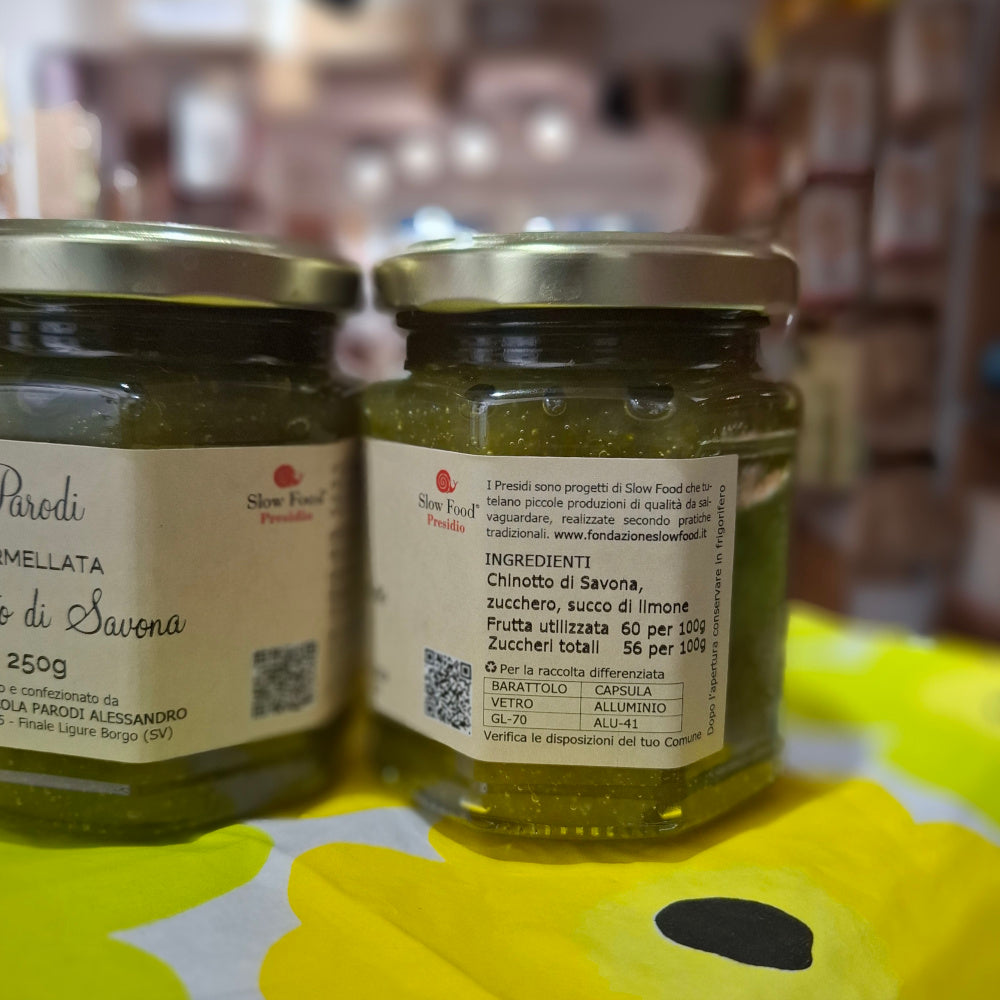 Parodi
RMELLATA
o di Savona
250g
o e confezionato da
OLA PARODI ALESSANDRO
5 - Finale Ligure Borgo (SV)
Slow Food®
Presidio
Slow Food®
Presidio
I Presidi sono progetti di Slow Food che tu-
telano piccole produzioni di qualità da sal-
vaguardare, realizzate secondo pratiche
tradizionali. www.fondazioneslowfood.it
INGREDIENTI
Chinotto di Savona,
zucchero, succo di limone
Frutta utilizzata 60 per 100g
Zuccheri totali 56 per 100g
Per la raccolta differenziata
BARATTOLO CAPSULA
VETRO ALLUMINIO
GL-70 ALU-41
Verifica le disposizioni del tuo Comune
Dopo l'apertura conservare in frigorifero